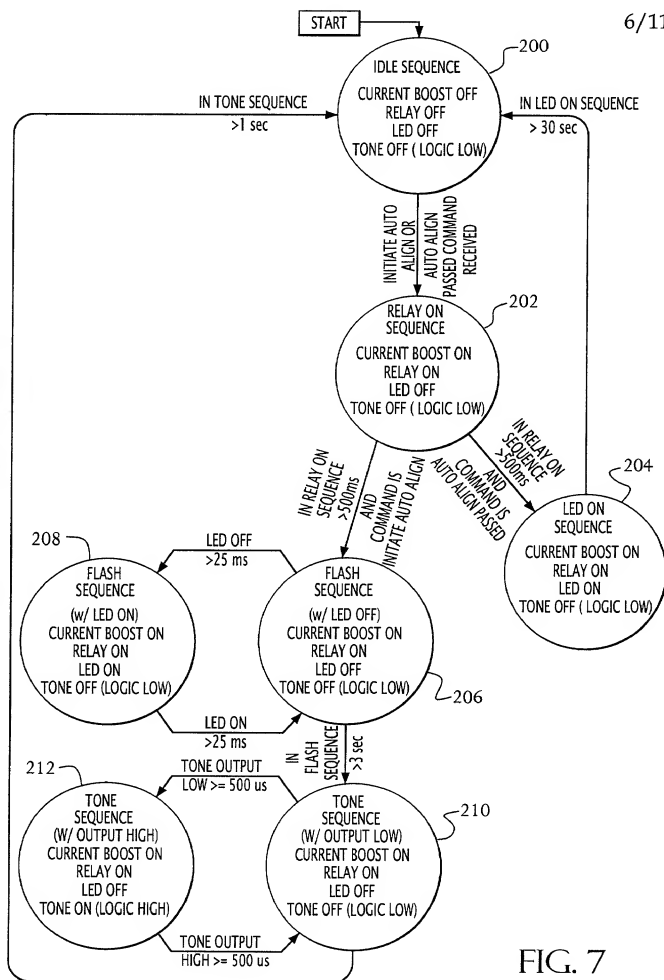 START
6/11
200
IDLE SEQUENCE
CURRENT BOOST OFF
RELAY OFF
LED OFF
TONE OFF ( LOGIC LOW)
IN TONE SEQUENCE
>1 sec
IN LED ON SEQUENCE
> 30 sec
INITIATE AUTO
ALIGN OR
AUTO ALIGN
PASSED COMMAND
RECEIVED
202
RELAY ON
SEQUENCE
CURRENT BOOST ON
RELAY ON
LED OFF
TONE OFF ( LOGIC LOW)
IN RELAY ON
SEQUENCE
>500ms
AND
COMMAND IS
INITIATE AUTO ALIGN
IN RELAY ON
SEQUENCE
>500ms
AND
COMMAND IS
AUTO ALIGN PASSED
204
LED ON
SEQUENCE
CURRENT BOOST ON
RELAY ON
LED ON
TONE OFF ( LOGIC LOW)
208
FLASH
SEQUENCE
(w/ LED ON)
CURRENT BOOST ON
RELAY ON
LED ON
TONE OFF (LOGIC LOW)
LED OFF
>25 ms
FLASH
SEQUENCE
(w/ LED OFF)
CURRENT BOOST ON
RELAY ON
LED OFF
TONE OFF (LOGIC LOW)
206
LED ON
>25 ms
IN
FLASH
SEQUENCE
>3 sec
212
TONE
SEQUENCE
(W/ OUTPUT HIGH)
CURRENT BOOST ON
RELAY ON
LED OFF
TONE ON (LOGIC HIGH)
TONE OUTPUT
LOW >= 500 us
210
TONE
SEQUENCE
(W/ OUTPUT LOW)
CURRENT BOOST ON
RELAY ON
LED OFF
TONE OFF (LOGIC LOW)
TONE OUTPUT
HIGH >= 500 us
FIG. 7